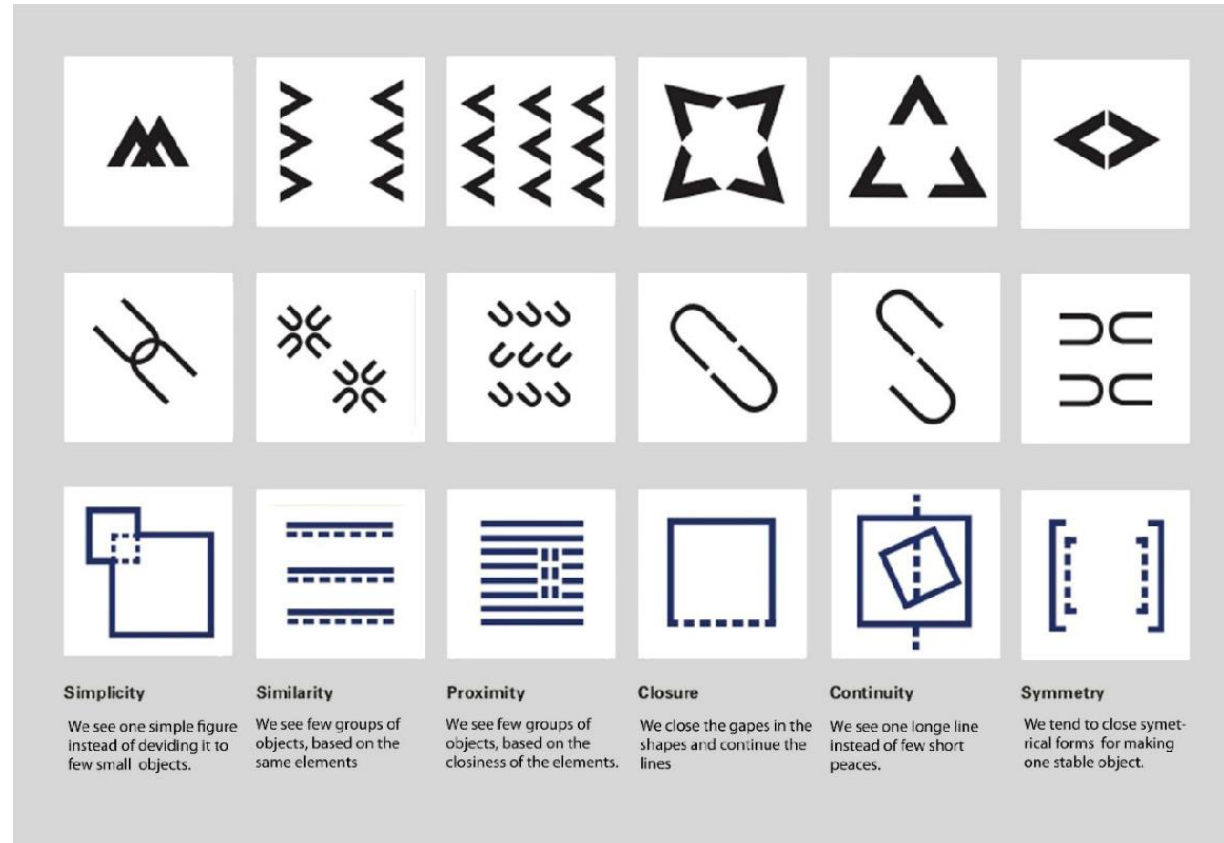 Simplicity
We see one simple figure
instead of deviding it to
few small objects.
Similarity
We see few groups of
objects, based on the
same elements
Proximity
We see few groups of
objects, based on the
closiness of the elements.
Closure
We close the gapes in the
shapes and continue the
lines
Continuity
We see one longe line
instead of few short
peaces.
Symmetry
We tend to close symet-
rical forms for making
one stable object.